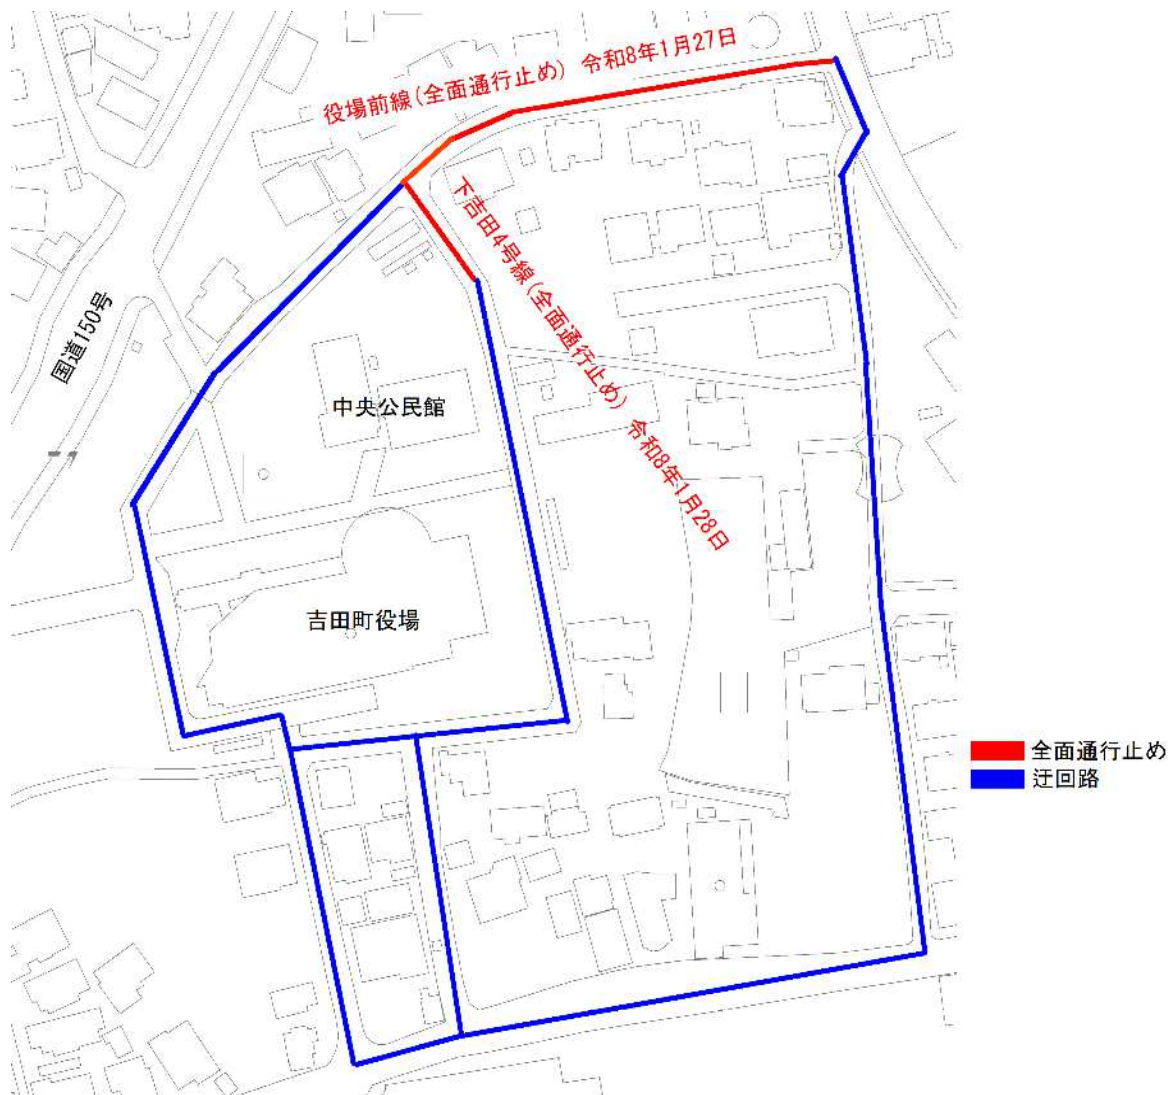 役場前線(全面通行止め) 令和8年1月27日
下吉田4号線(全面通行止め) 令和8年1月28日
国道150号
中央公民館
吉田町役場
全面通行止め
迂回路